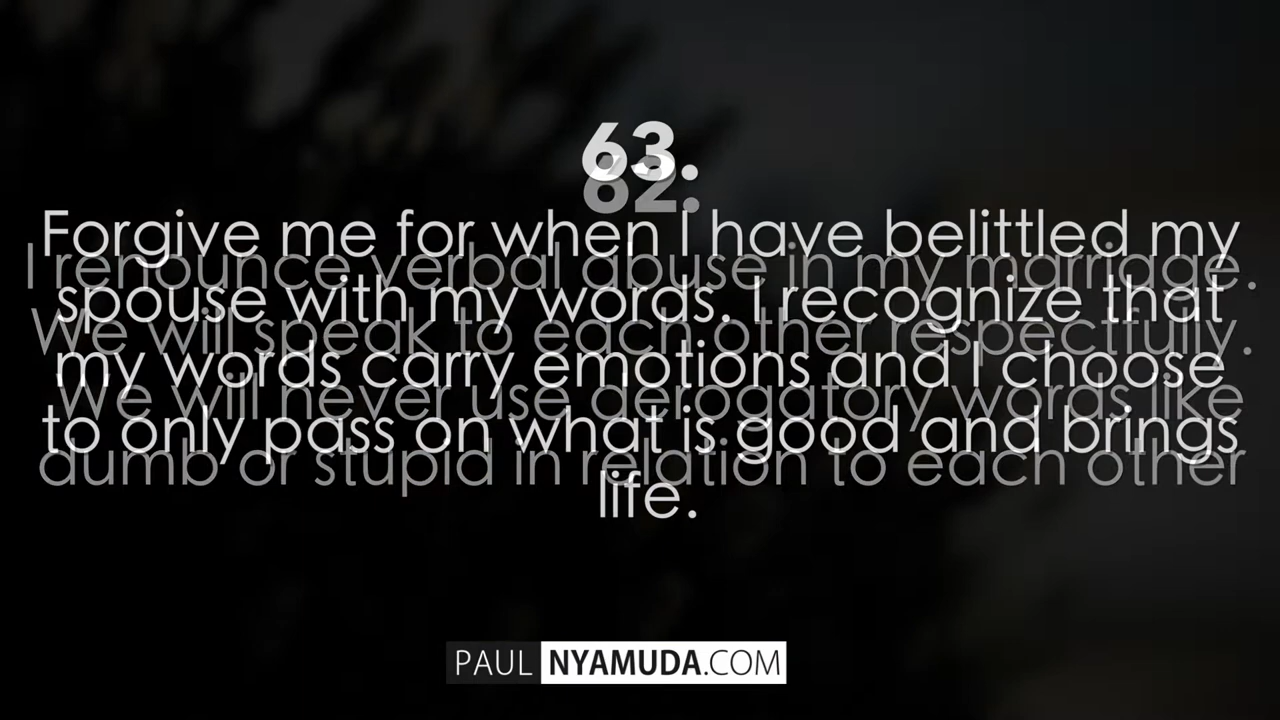 63.
Forgive me for when I have belittled my
spouse with my words. I recognize that
my words carry emotions and I choose
to only pass on what is good and brings
life.
62.
I renounce verbal abuse in my marriage.
We will speak to each other respectfully.
We will never use derogatory words like
dumb or stupid in relation to each other
PAUL NYAMUDA.COM